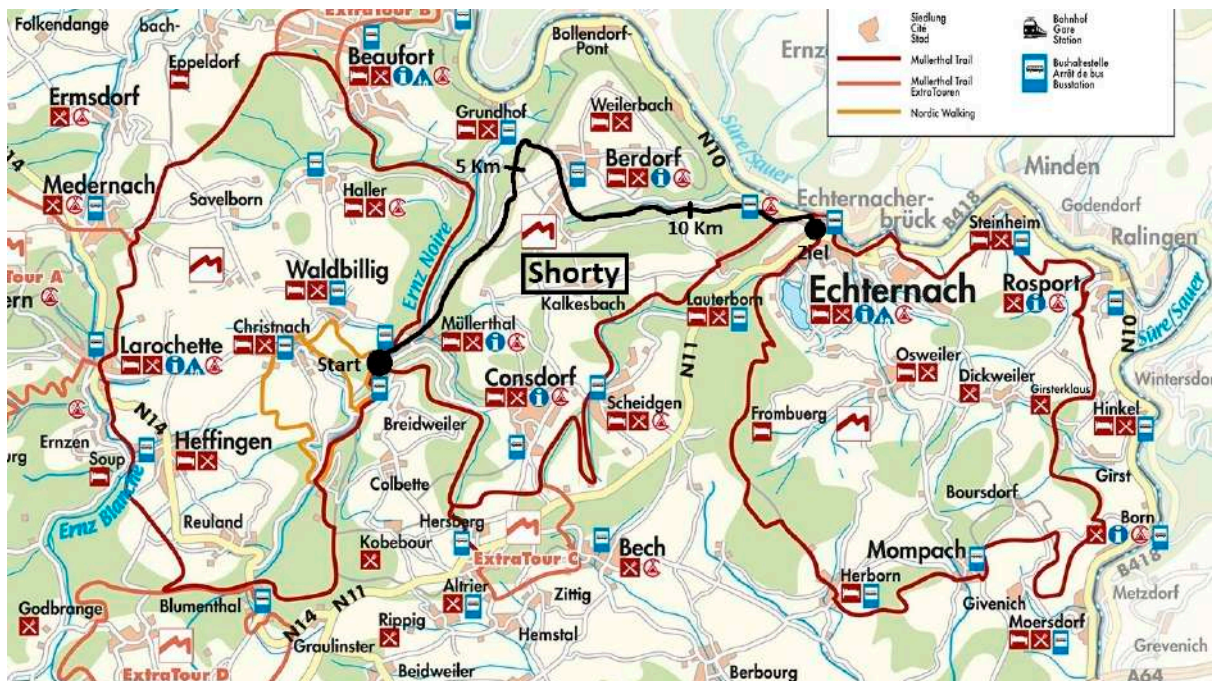 ExtraTour B
Folkendange
bach-
Eppeldorf
Beaufort
Ermsdorf
N14
Medernach
Savelborn
Haller
Grundhof
5 Km
Bollendorf-
Pont
Weilerbach
Berdorf
N10
Sûre/Sauer
10 Km
Ernz Noire
Shorty
Kalkesbach
Waldbillig
Christnach
Start
Müllerthal
Larochette
Consdorf
Scheidgen
Lauterborn
N11
Siedlung
Cité
Stad
Mullerthal Trail
Mullerthal Trail
ExtraTouren
Nordic Walking
Bahnhof
Gare
Station
Bushaltestelle
Arrêt de bus
Busstation
Minden
Echternacher-
brück
B418
Godendorf
Steinheim
Ralingen
Ziel
Echternach
Rosport
N10
Sûre/Sauer
Osweiler
Dickweiler
Girsterklaus
Hinkel
Girst
Frombuerg
Boursdorf
Born
B418
Metzdorf
Mompach
Herborn
Givenich
Moersdorf
Grevenich
A64
Ernzen
Soup
Ernz Blanche
N14
Heffingen
Reuland
Breidweiler
Colbette
Kobebour
Hersberg
ExtraTour C
Bech
Zittig
Altrier
Rippig
Hemstal
Beidweiler
Berbourg
Godbrange
Blumenthal
N14
N11
Graulinster
ExtraTour D